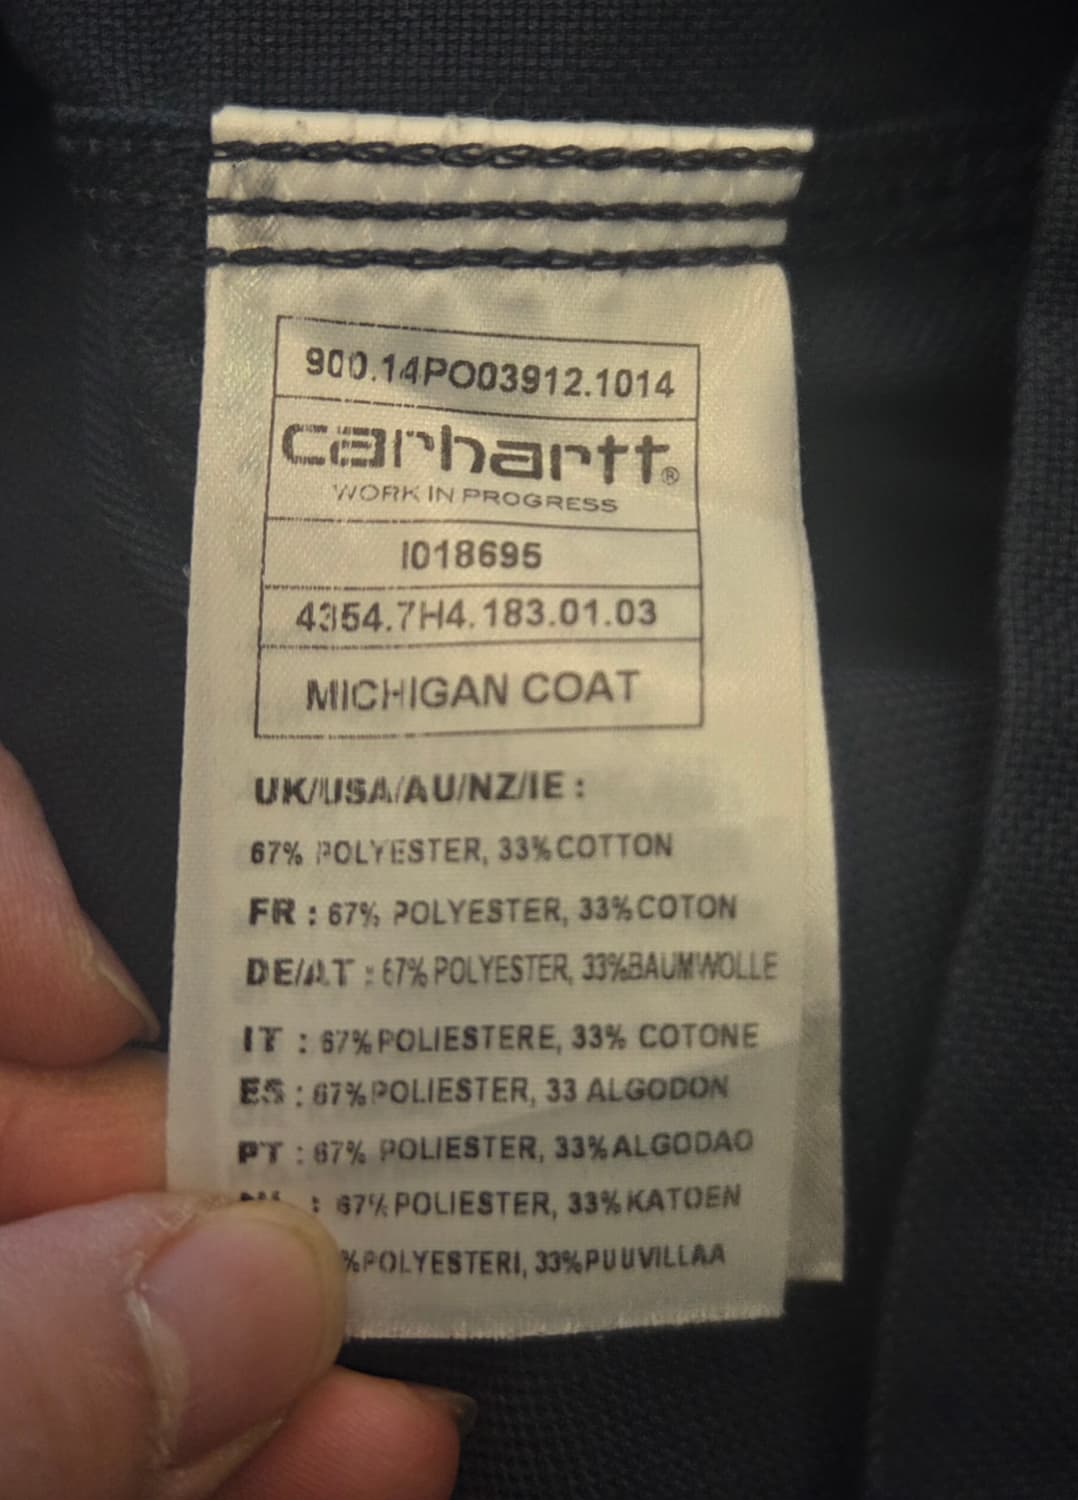 900.14PO03912.1014
carhartt®
WORK IN PROGRESS
I018695
4354.7H4.183.01.03
MICHIGAN COAT
UK/USA/AU/NZ/IE :
67% POLYESTER, 33%COTTON
FR : 67% POLYESTER, 33%COTON
DE/AT : 67% POLYESTER, 33%BAUMWOLLE
IT : 67%POLIESTERE, 33% COTONE
ES : 67%POLIESTER, 33 ALGODON
PT : 67% POLIESTER, 33%ALGODAO
: 67% POLIESTER, 33%KATOEN
%POLYESTERI, 33%PUUVILLAA